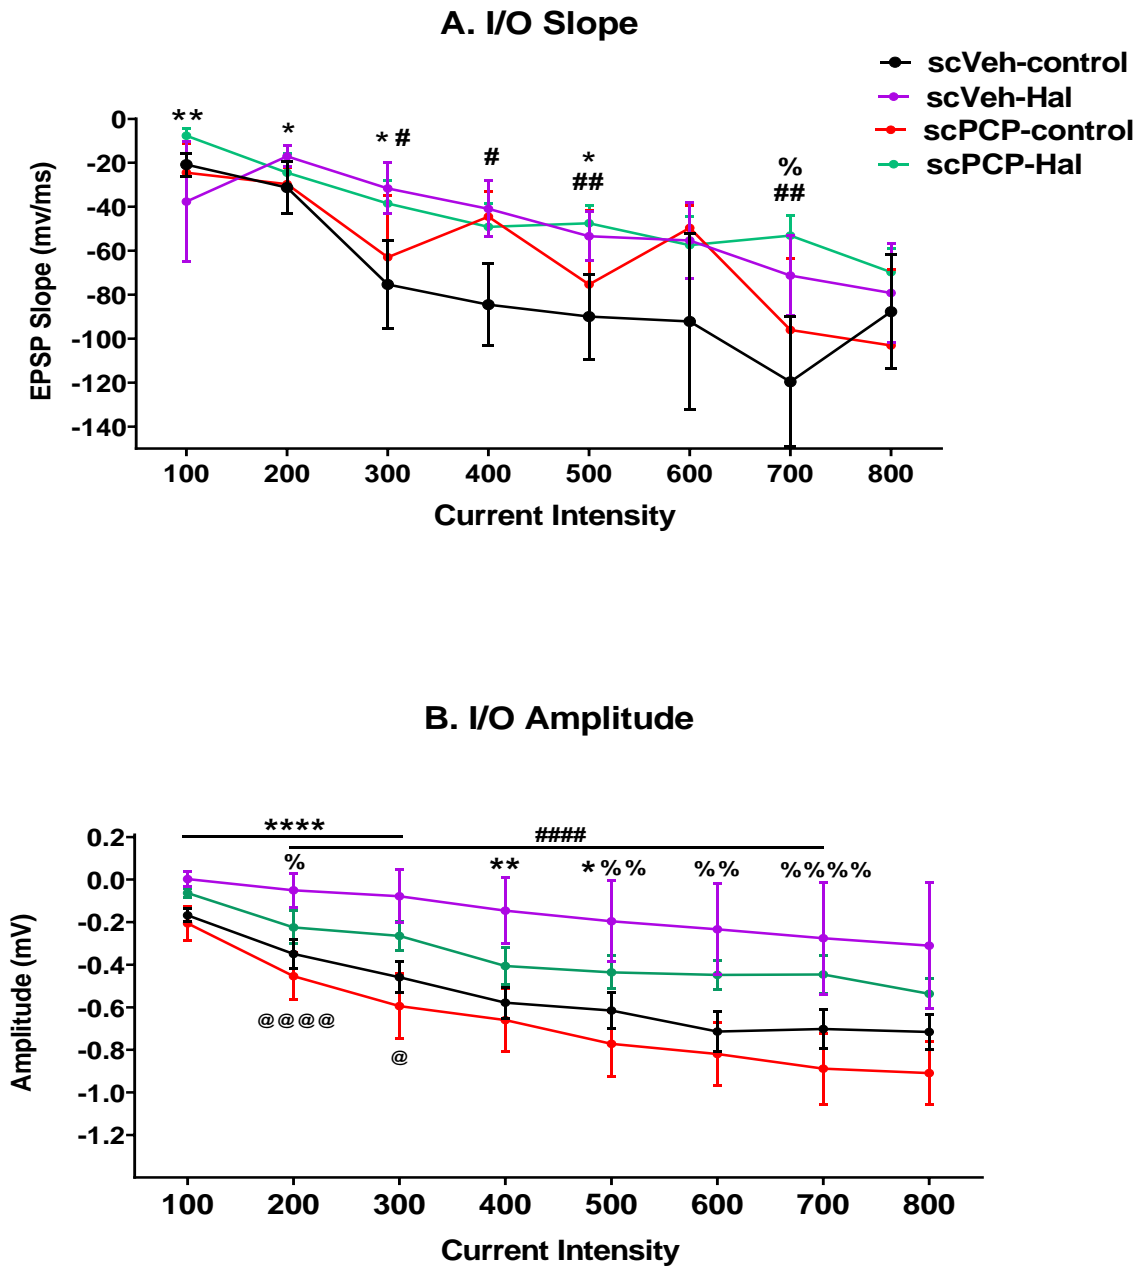 A. I/O Slope
scVeh-control
scVeh-Hal
scPCP-control
scPCP-Hal
** * * # # * ## % ##
0
-20
-40
-60
-80
-100
-120
-140
EPSP Slope (mv/ms)
100 200 300 400 500 600 700 800
Current Intensity
B. I/O Amplitude
**** ####
% ** * %% %% %%%%
@@@@
@
0.2
0.0
-0.2
-0.4
-0.6
-0.8
-1.0
-1.2
Amplitude (mV)
100 200 300 400 500 600 700 800
Current Intensity